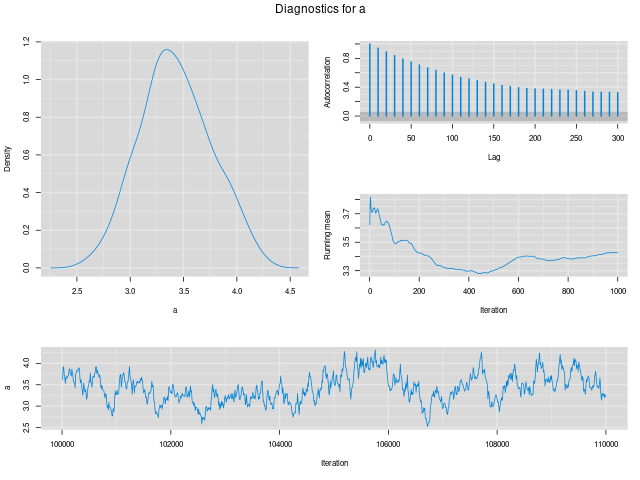 Diagnostics for a
Density
0.0 0.2 0.4 0.6 0.8 1.0 1.2
2.5 3.0 3.5 4.0 4.5
a
Autocorrelation
0.0 0.4 0.8
0 50 100 150 200 250 300
Lag
Running mean
3.3 3.5 3.7
0 200 400 600 800 1000
Iteration
a
2.5 3.0 3.5 4.0
100000 102000 104000 106000 108000 110000
Iteration